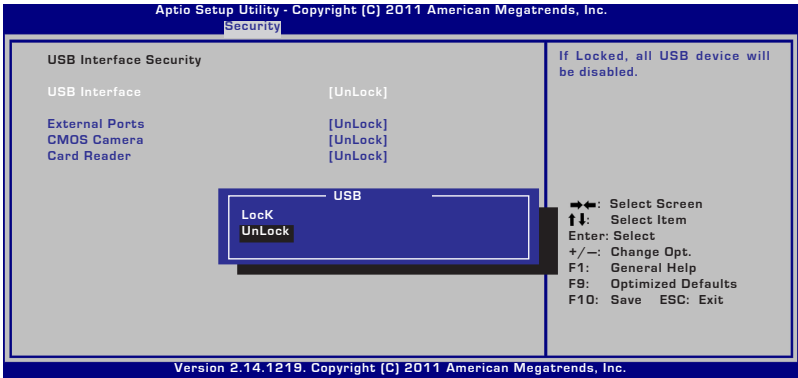 Aptio Setup Utility - Copyright (C) 2011 American Megatrends, Inc.
Security
USB Interface Security
USB Interface [UnLock]
External Ports [UnLock]
CMOS Camera [UnLock]
Card Reader [UnLock]
USB
LocK
UnLock
If Locked, all USB device will
be disabled.
→←: Select Screen
↑↓: Select Item
Enter: Select
+/—: Change Opt.
F1: General Help
F9: Optimized Defaults
F10: Save ESC: Exit
Version 2.14.1219. Copyright (C) 2011 American Megatrends, Inc.